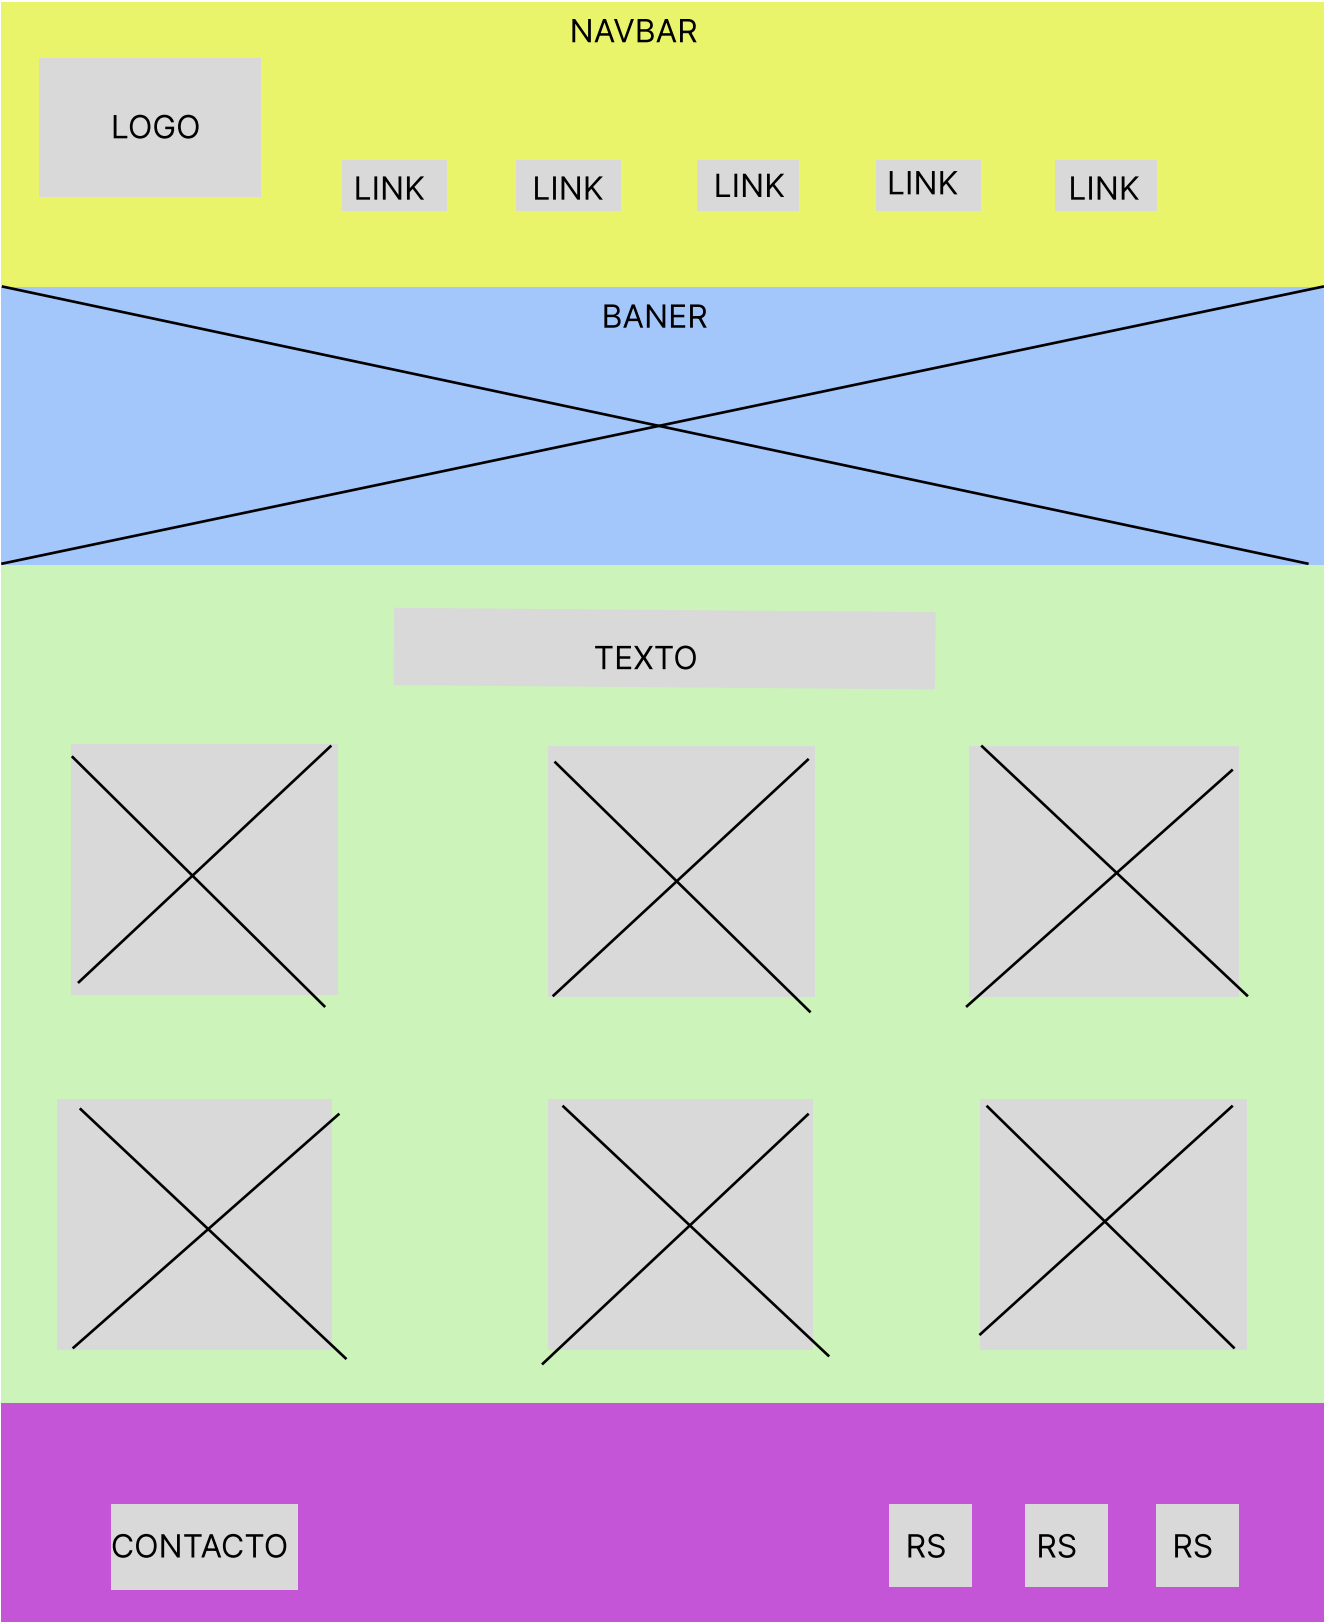 NAVBAR
LOGO
LINK LINK LINK LINK LINK
BANER
TEXTO
CONTACTO RS RS RS